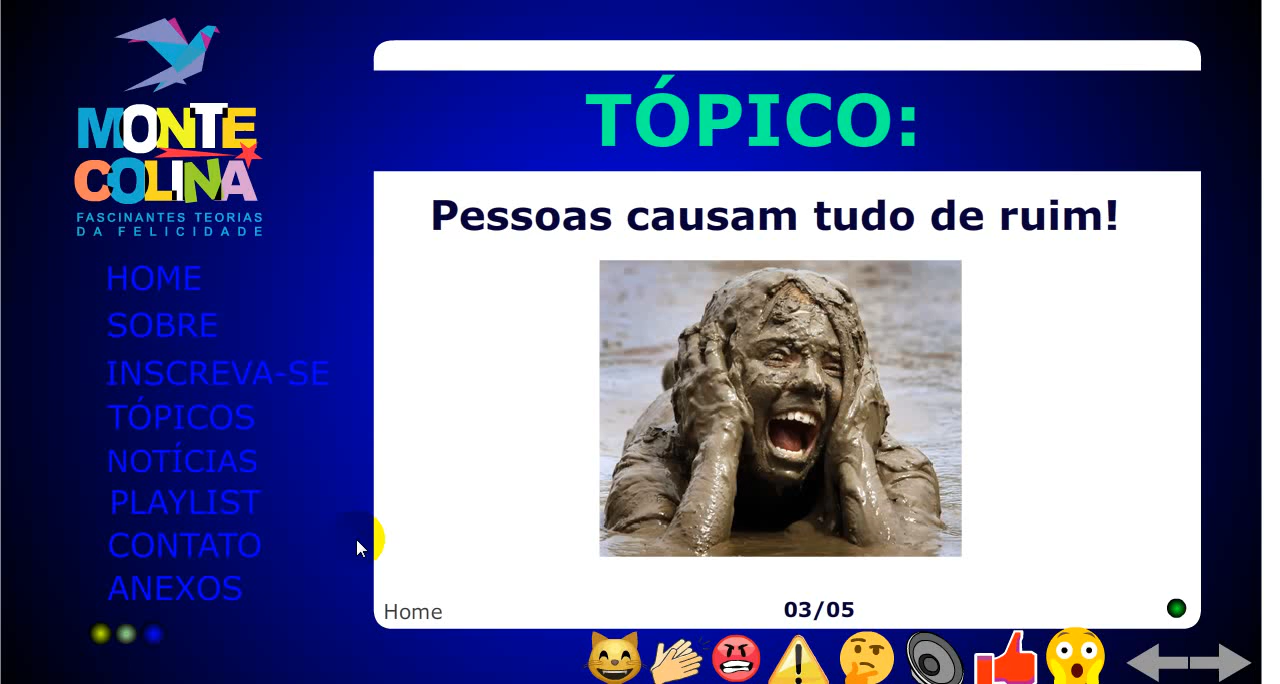 MONTE
COLINA
FASCINANTES TEORIAS
DA FELICIDADE
HOME
SOBRE
INSCREVA-SE
TÓPICOS
NOTÍCIAS
PLAYLIST
CONTATO
ANEXOS
TÓPICO:
Pessoas causam tudo de ruim!
Home
03/05